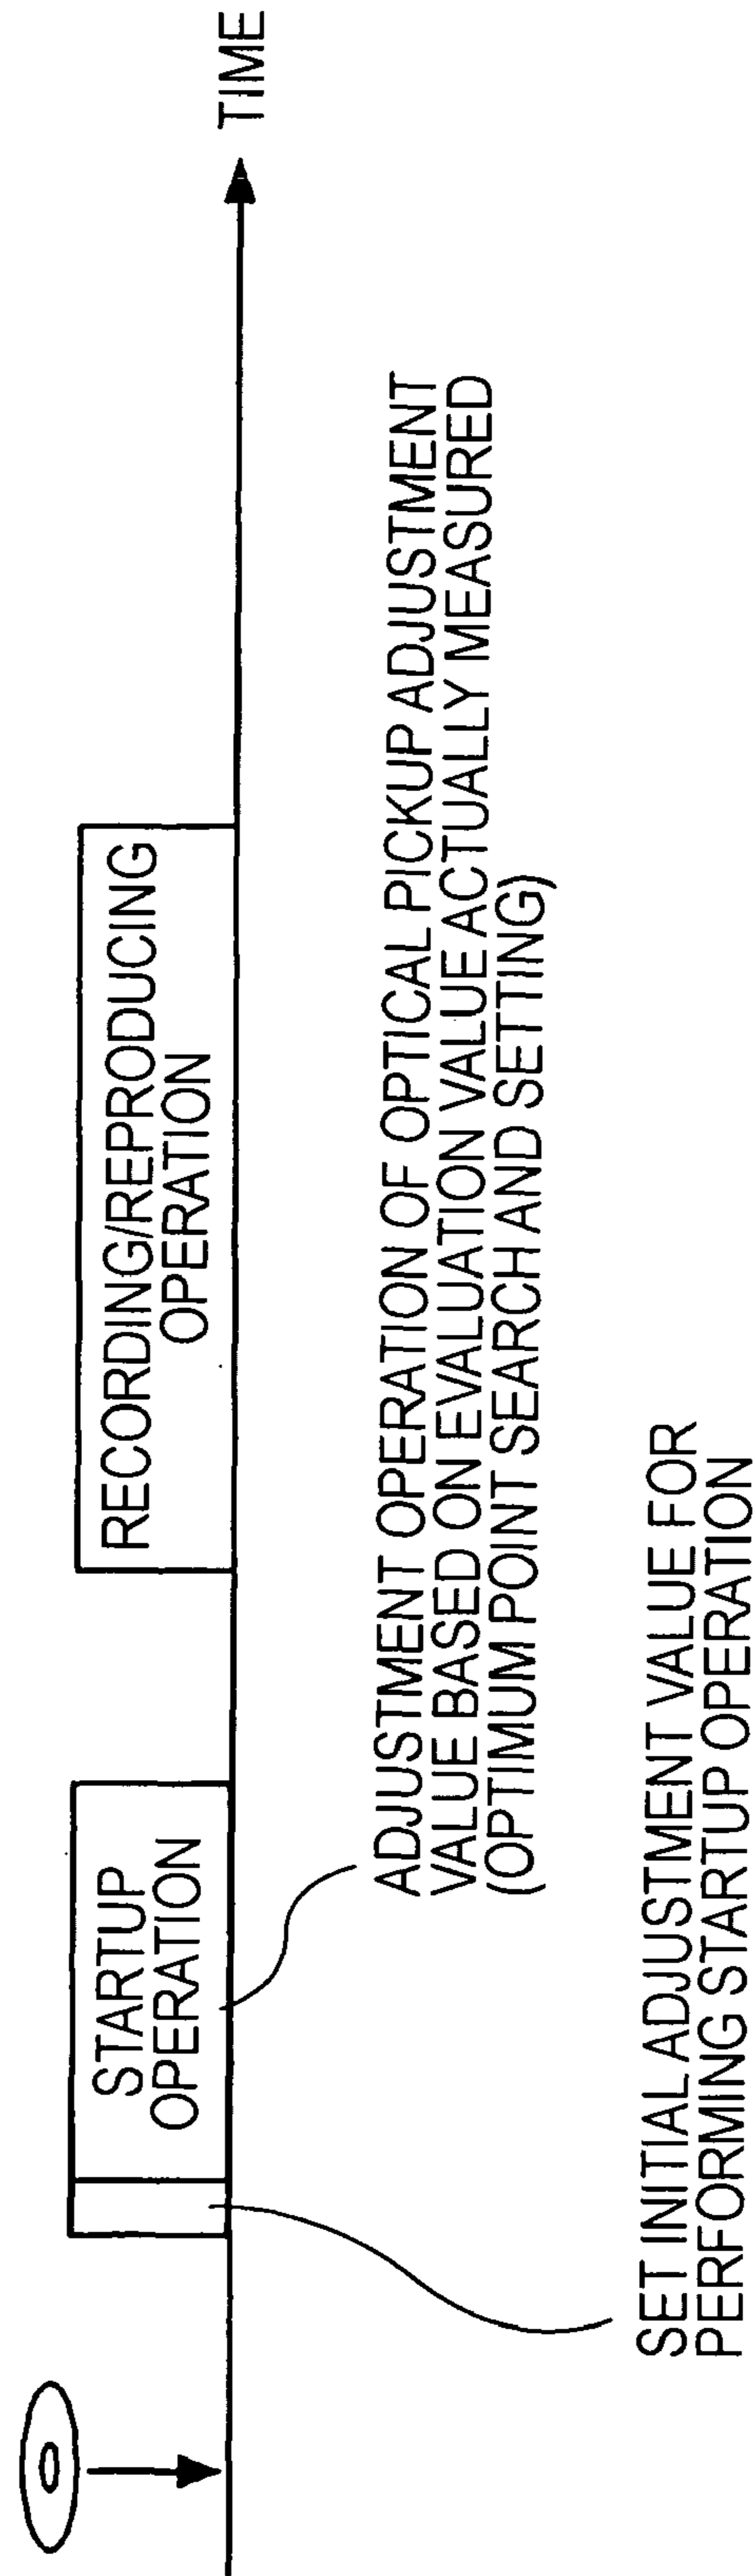 STARTUP
OPERATION
RECORDING/REPRODUCING
OPERATION
TIME
ADJUSTMENT OPERATION OF OPTICAL PICKUP ADJUSTMENT
VALUE BASED ON EVALUATION VALUE ACTUALLY MEASURED
(OPTIMUM POINT SEARCH AND SETTING)
SET INITIAL ADJUSTMENT VALUE FOR
PERFORMING STARTUP OPERATION